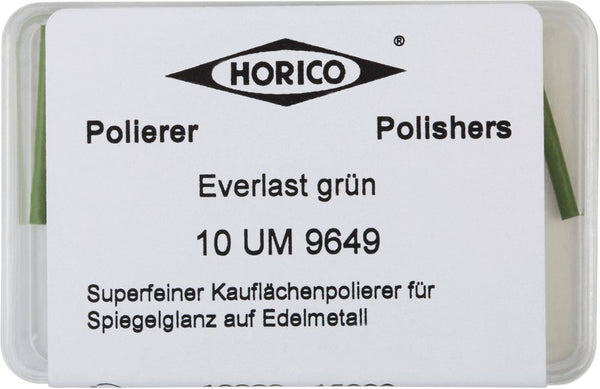 HORICO ®
Polierer Polishers
Everlast grün
10 UM 9649
Superfeiner Kauflächenpolierer für
Spiegelglanz auf Edelmetall